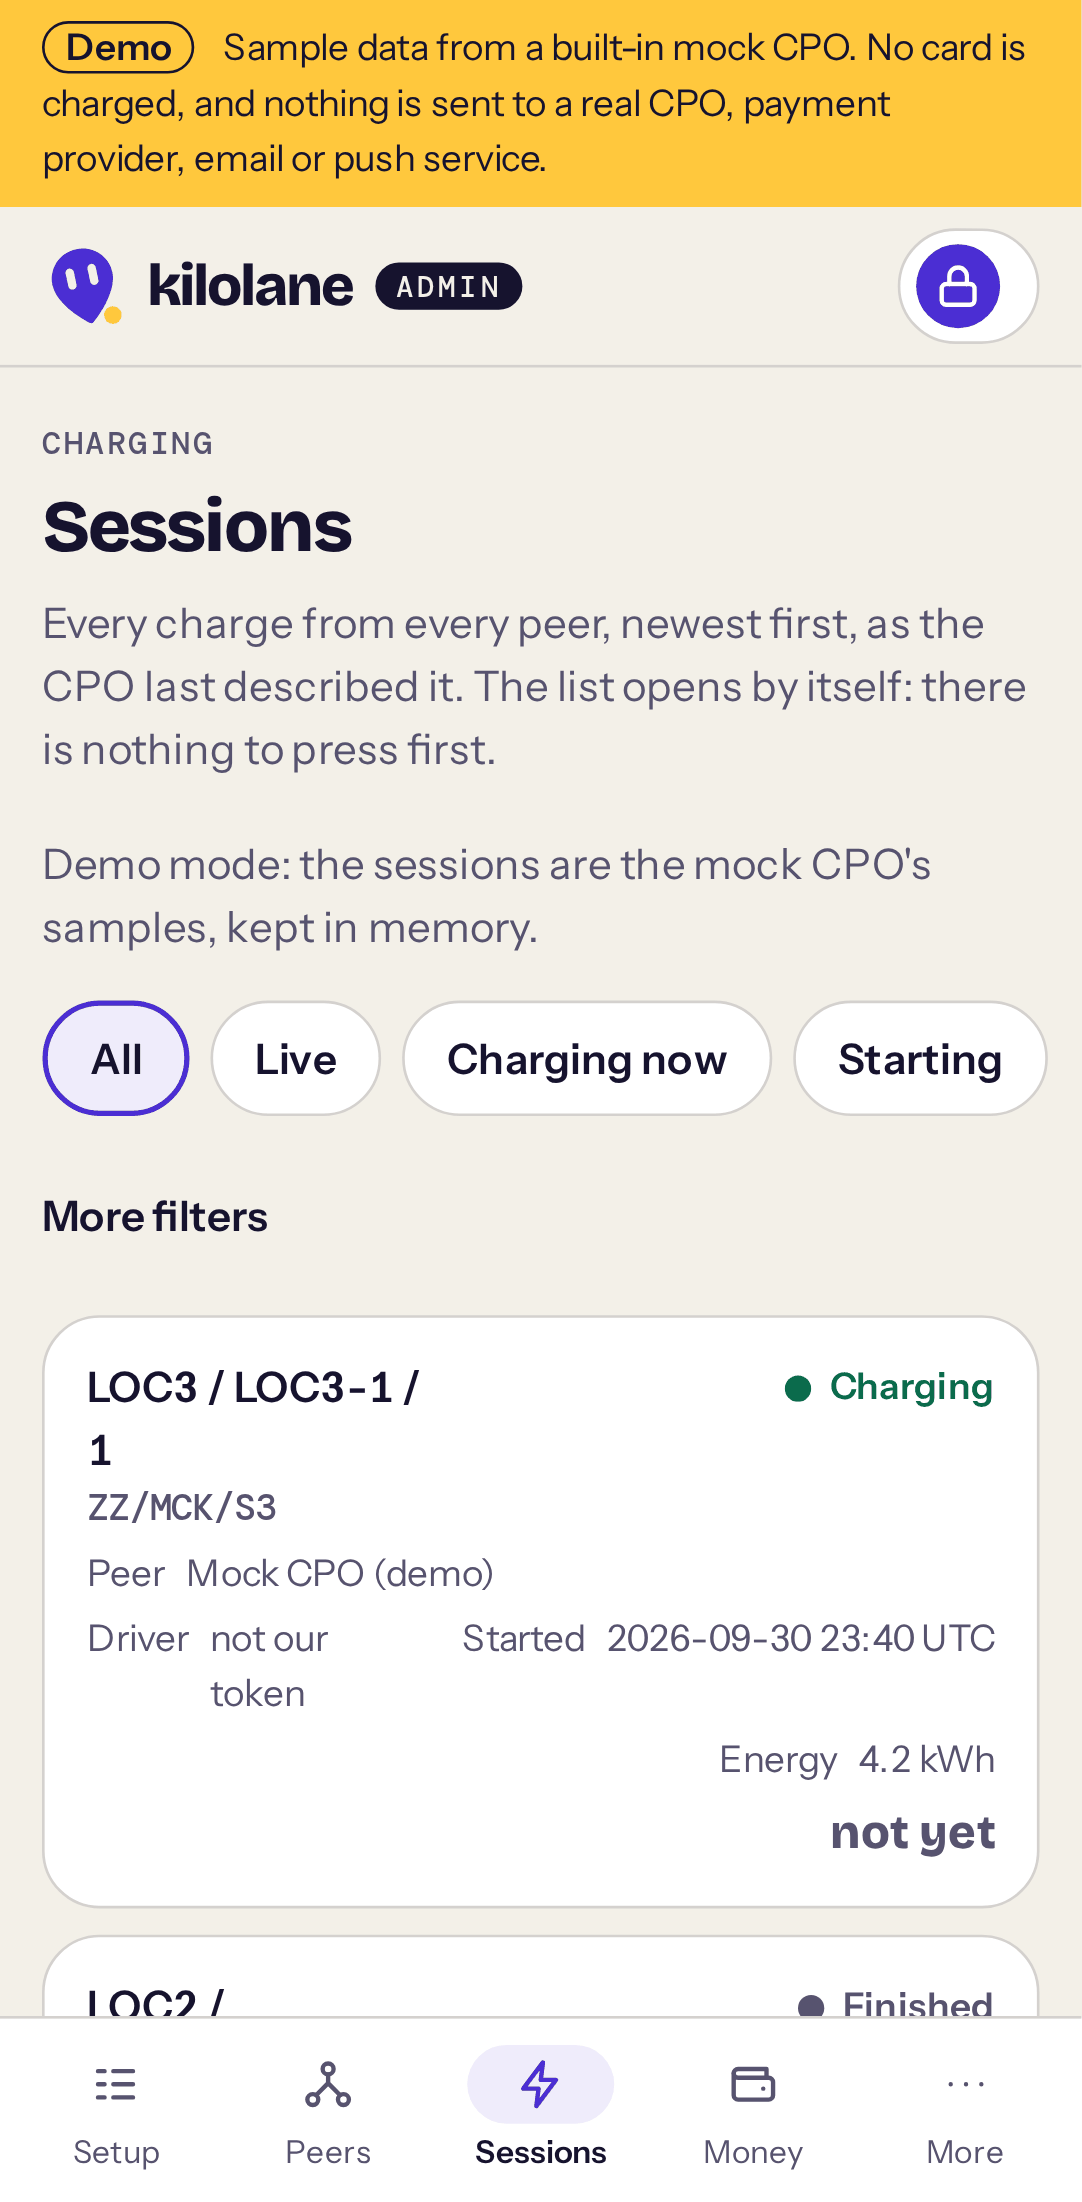 Demo Sample data from a built-in mock CPO. No card is
charged, and nothing is sent to a real CPO, payment
provider, email or push service.
kilolane ADMIN
CHARGING
Sessions
Every charge from every peer, newest first, as the
CPO last described it. The list opens by itself: there
is nothing to press first.
Demo mode: the sessions are the mock CPO's
samples, kept in memory.
All Live Charging now Starting
More filters
LOC3 / LOC3-1 / Charging
1
ZZ/MCK/S3
Peer Mock CPO (demo)
Driver not our Started 2026-09-30 23:40 UTC
token
Energy 4.2 kWh
not yet
LOC2 / Finished
Setup Peers Sessions Money More